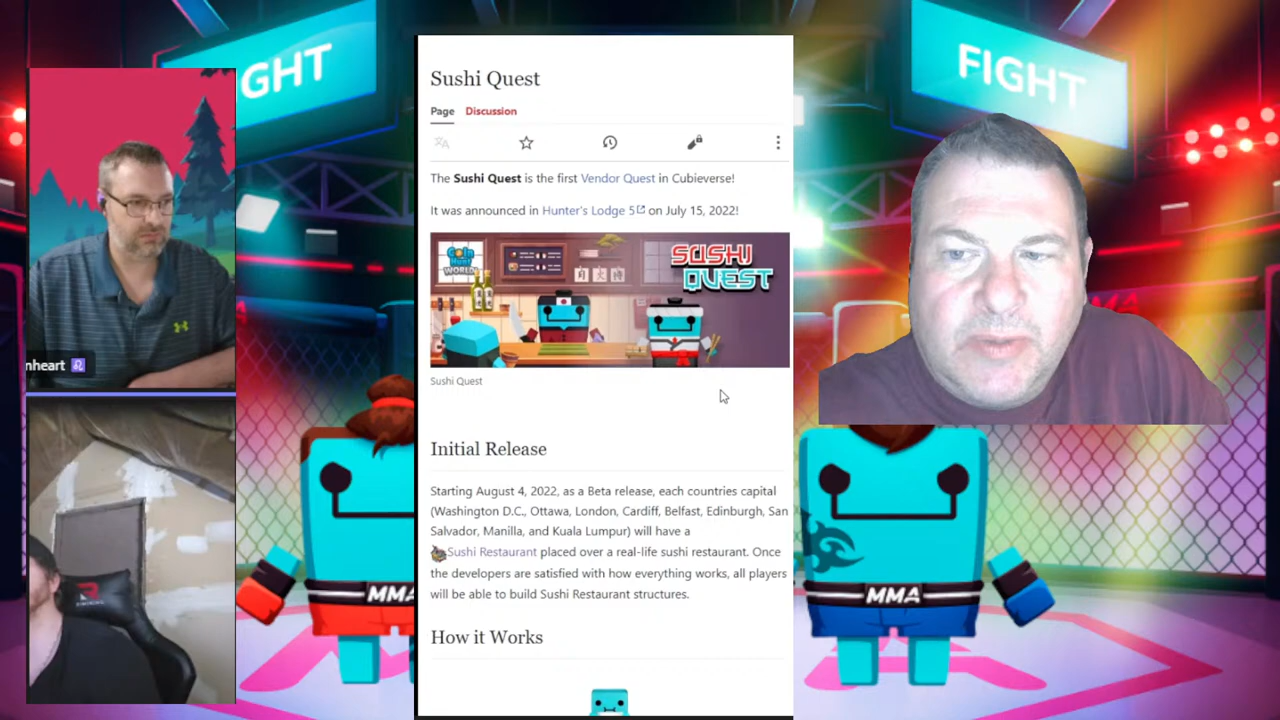 GHT
FIGHT
nheart
Sushi Quest
Page Discussion
The Sushi Quest is the first Vendor Quest in Cubieverse!
It was announced in Hunter's Lodge 5 on July 15, 2022!
Coin
Hunt
WORLD!
SUSHI
QUEST
Sushi Quest
Initial Release
Starting August 4, 2022, as a Beta release, each countries capital
(Washington D.C., Ottawa, London, Cardiff, Belfast, Edinburgh, San
Salvador, Manilla, and Kuala Lumpur) will have a
Sushi Restaurant placed over a real-life sushi restaurant. Once
the developers are satisfied with how everything works, all players
will be able to build Sushi Restaurant structures.
How it Works
MMA
MMA